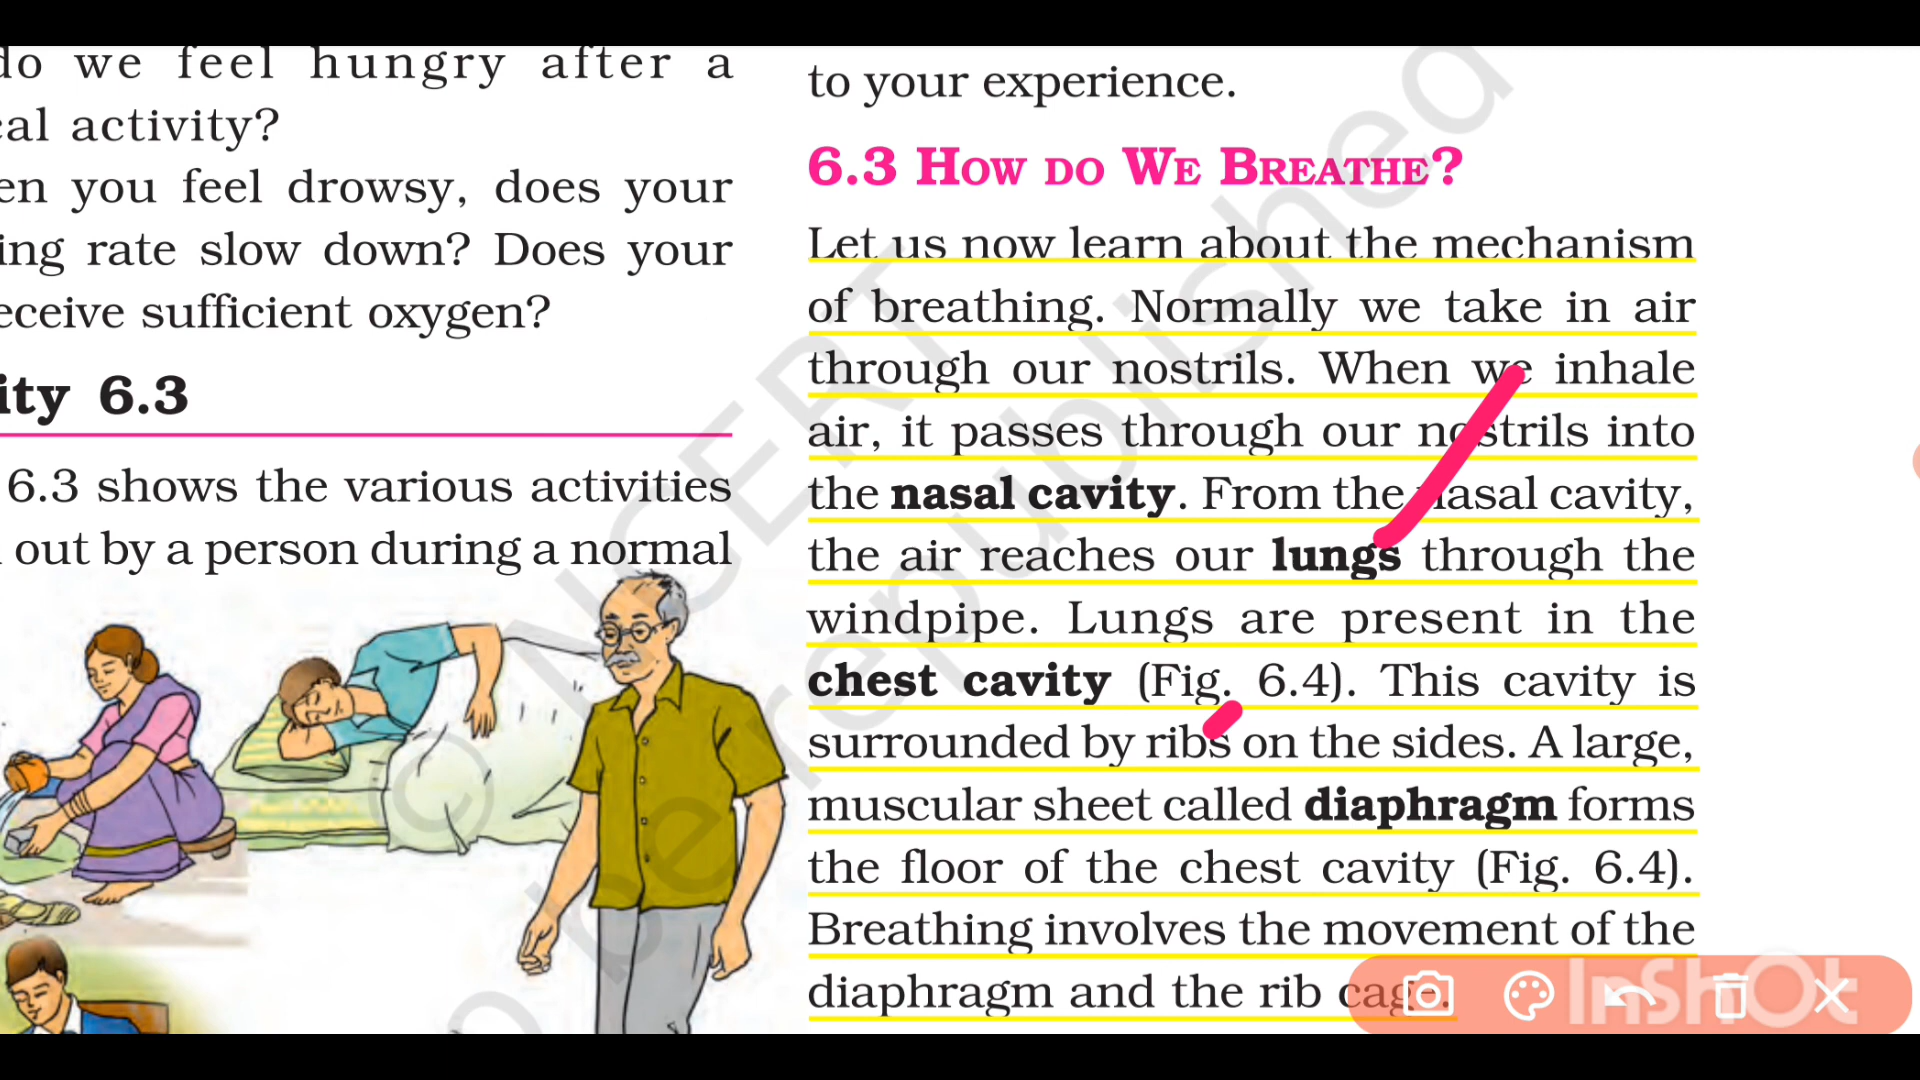 do we feel hungry after a
cal activity?
en you feel drowsy, does your
ing rate slow down? Does your
eceive sufficient oxygen?
ity 6.3
6.3 shows the various activities
out by a person during a normal
to your experience.
6.3 HOW DO WE BREATHE?
Let us now learn about the mechanism
of breathing. Normally we take in air
through our nostrils. When we inhale
air, it passes through our nostrils into
the nasal cavity. From the nasal cavity,
the air reaches our lungs through the
windpipe. Lungs are present in the
chest cavity (Fig. 6.4). This cavity is
surrounded by ribs on the sides. A large,
muscular sheet called diaphragm forms
the floor of the chest cavity (Fig. 6.4).
Breathing involves the movement of the
diaphragm and the rib cage.
© NCERT
be republished
InShOt